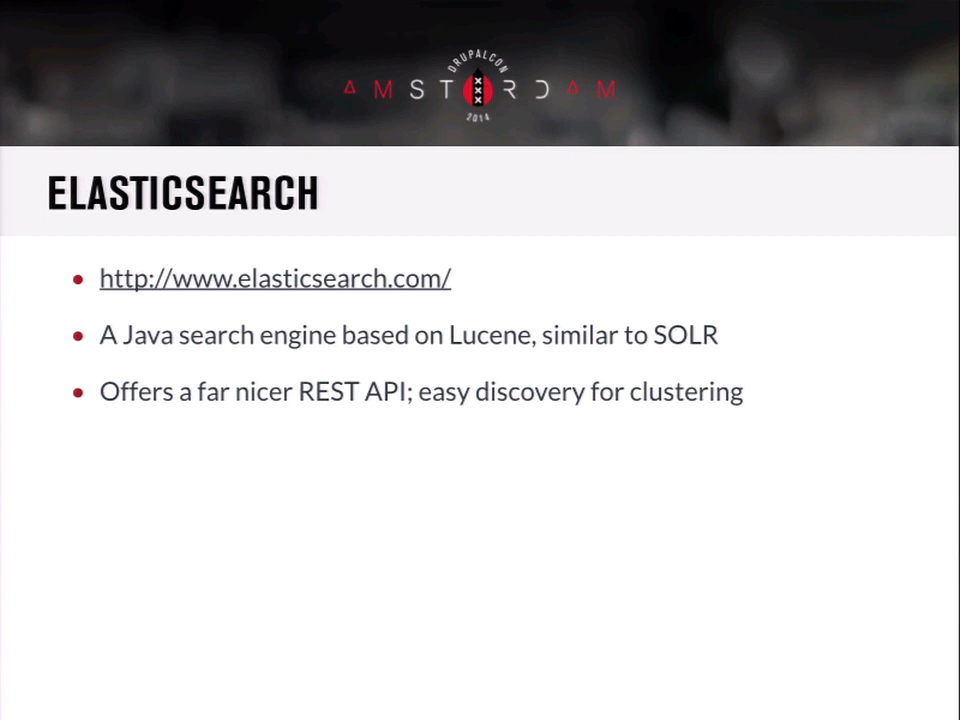 DRUPALCON
AMSTERDAM
2014
ELASTICSEARCH
http://www.elasticsearch.com/
A Java search engine based on Lucene, similar to SOLR
Offers a far nicer REST API; easy discovery for clustering